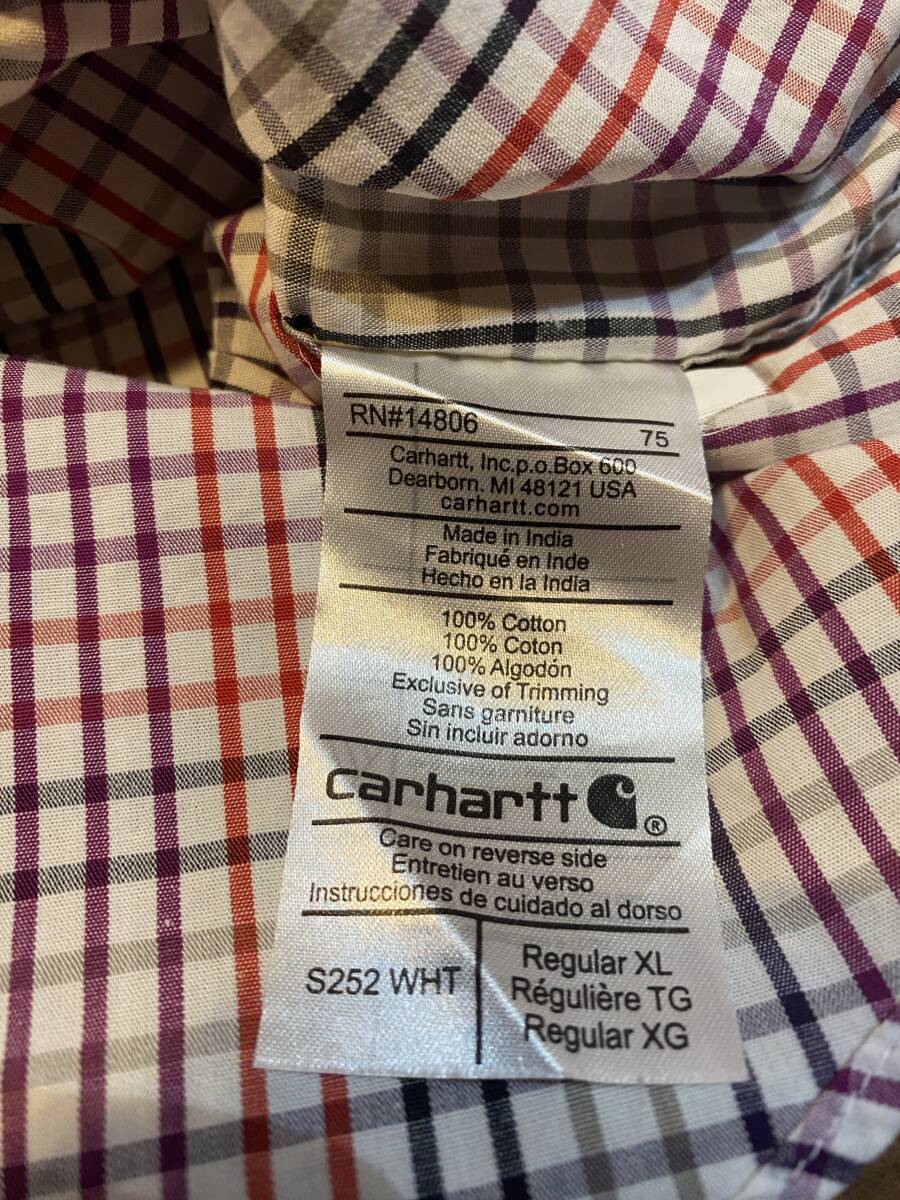 RN#14806
75
Carhartt, Inc.p.o.Box 600
Dearborn. MI 48121 USA
carhartt.com
Made in India
Fabriqué en Inde
Hecho en la India
100% Cotton
100% Coton
100% Algodón
Exclusive of Trimming
Sans garniture
Sin incluir adorno
carhartt ®
Care on reverse side
Entretien au verso
Instrucciones de cuidado al dorso
S252 WHT
Regular XL
Régulière TG
Regular XG